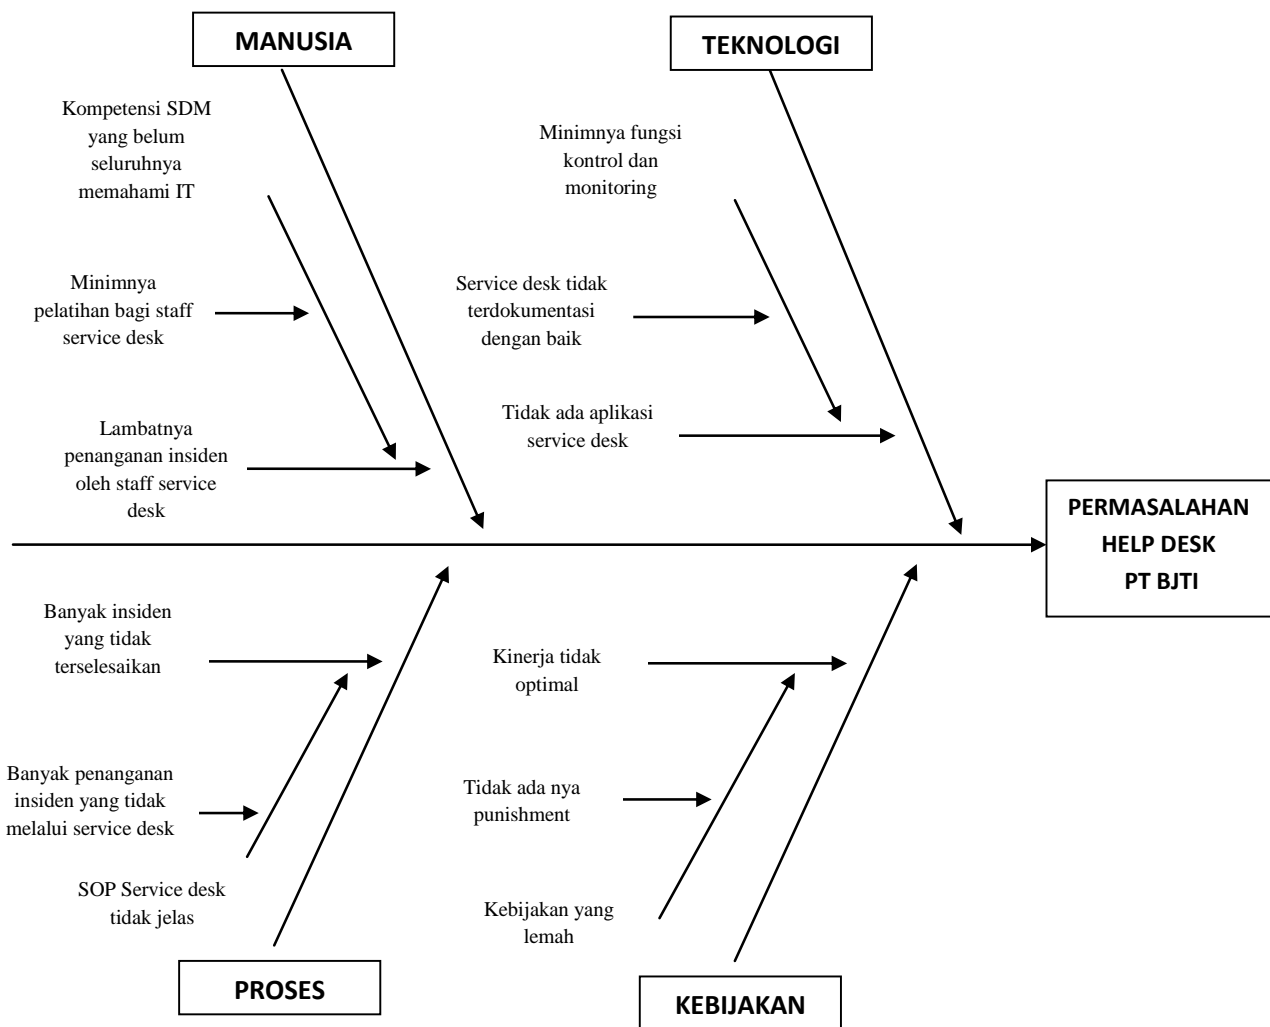 MANUSIA
TEKNOLOGI
Kompetensi SDM
yang belum
seluruhnya
memahami IT
Minimnya fungsi
kontrol dan
monitoring
Minimnya
pelatihan bagi staff
service desk
Service desk tidak
terdokumentasi
dengan baik
Lambatnya
penanganan insiden
oleh staff service
desk
Tidak ada aplikasi
service desk
PERMASALAHAN
HELP DESK
PT BJTI
Banyak insiden
yang tidak
terselesaikan
Kinerja tidak
optimal
Banyak penanganan
insiden yang tidak
melalui service desk
Tidak ada nya
punishment
SOP Service desk
tidak jelas
Kebijakan yang
lemah
PROSES
KEBIJAKAN